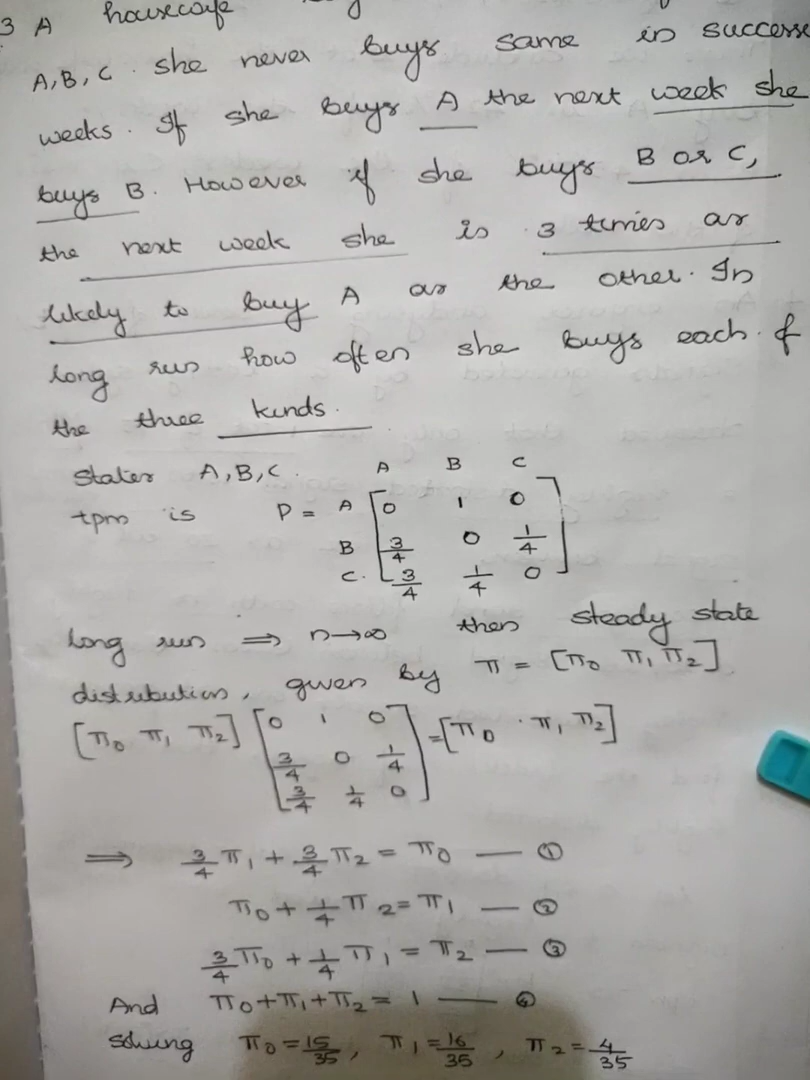 3 A housewife
A, B, C. she never buys same in successi
weeks. If she buys A the next week she
buys B. However if she buys B or C,
the next week she is 3 times as
likely to buy A as the other. In
long run how often she buys each of
the three kinds.
States A, B, C. A B C
tpm is P = A [0 1 0
B 3/4 0 1/4
C. 3/4 1/4 0]
long run ⟹ n→∞ then steady state
distribution, given by π = [π0 π1 π2]
[π0 π1 π2] [0 1 0
3/4 0 1/4
3/4 1/4 0] = [π0 π1 π2]
⟹ 3/4 π1 + 3/4 π2 = π0 — ①
π0 + 1/4 π2 = π1 — ②
3/4 π0 + 1/4 π1 = π2 — ③
And π0 + π1 + π2 = 1 — ④
Solving π0 = 15/35, π1 = 16/35, π2 = 4/35